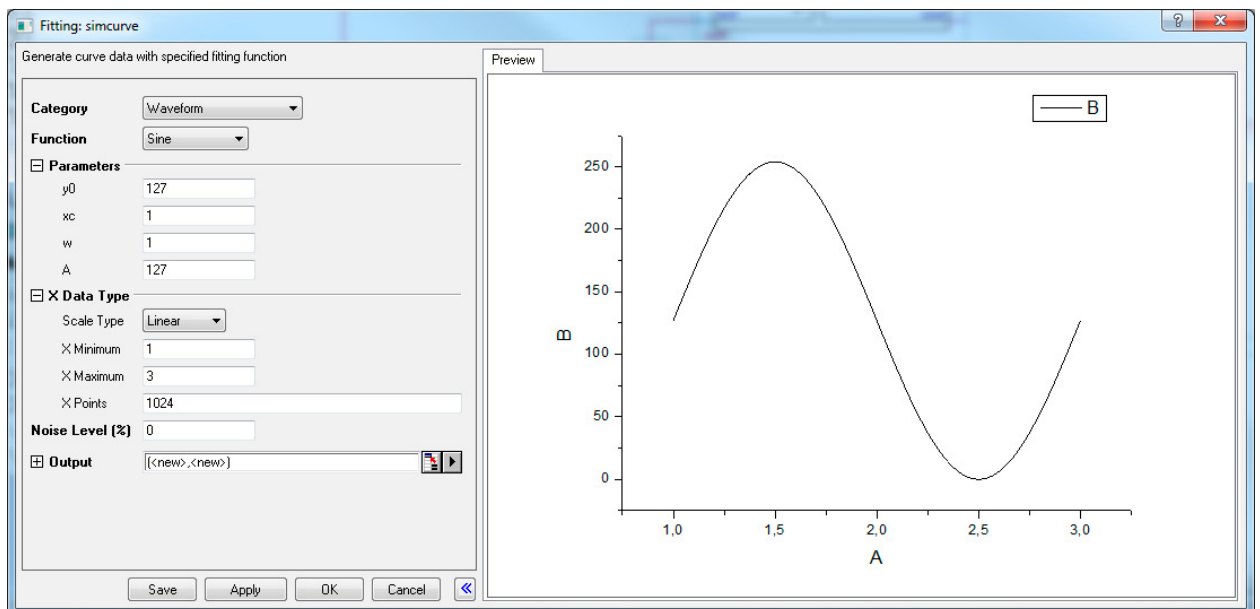 Fitting: simcurve
Generate curve data with specified fitting function
Category Waveform
Function Sine
Parameters
y0 127
xc 1
w 1
A 127
X Data Type
Scale Type Linear
X Minimum 1
X Maximum 3
X Points 1024
Noise Level (%) 0
Output (<new>,<new>)
Save Apply OK Cancel
Preview
B
250
200
150
100
50
0
B
1,0 1,5 2,0 2,5 3,0
A